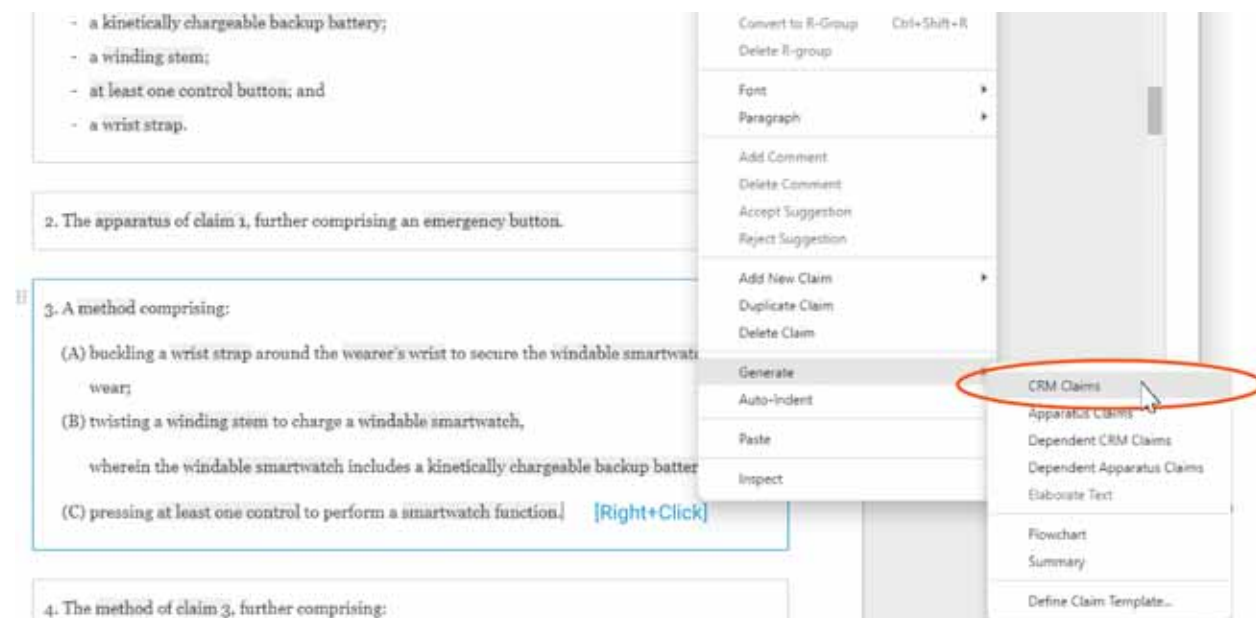 - a kinetically chargeable backup battery;
- a winding stem;
- at least one control button; and
- a wrist strap.
2. The apparatus of claim 1, further comprising an emergency button.
3. A method comprising:
(A) buckling a wrist strap around the wearer's wrist to secure the windable smartwat
wear;
(B) twisting a winding stem to charge a windable smartwatch,
wherein the windable smartwatch includes a kinetically chargeable backup batter
(C) pressing at least one control to perform a smartwatch function. [Right+Click]
4. The method of claim 3, further comprising:
Convert to R-Group Ctrl+Shift+R
Delete R-group
Font
Paragraph
Add Comment
Delete Comment
Accept Suggestion
Reject Suggestion
Add New Claim
Duplicate Claim
Delete Claim
Generate
Auto-Indent
Paste
Inspect
CRM Claims
Apparatus Claims
Dependent CRM Claims
Dependent Apparatus Claims
Elaborate Text
Flowchart
Summary
Define Claim Template...